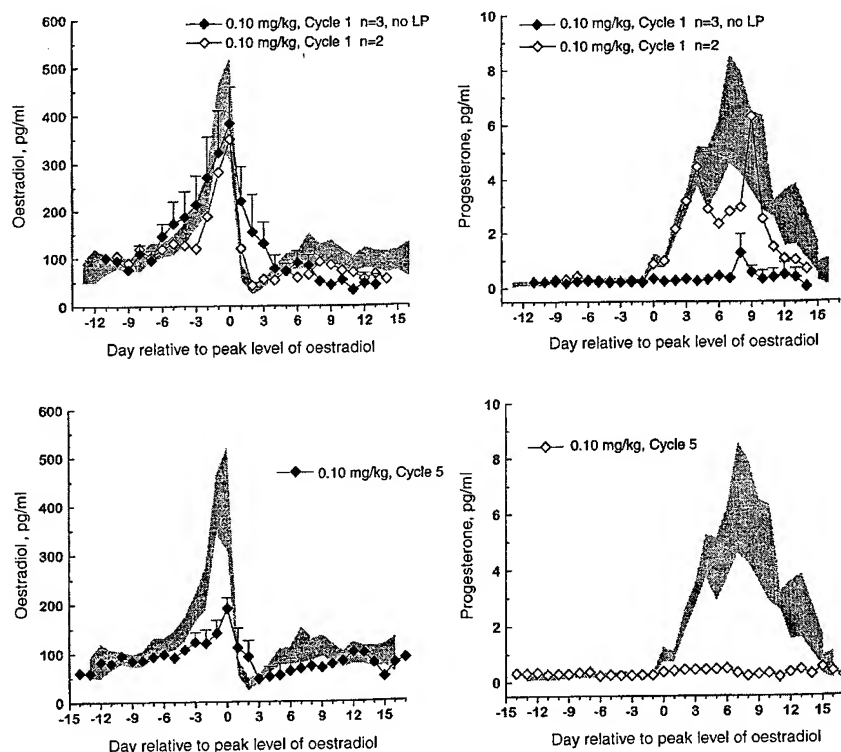 0.10 mg/kg, Cycle 1 n=3, no LP
0.10 mg/kg, Cycle 1 n=2
Oestradiol, pg/ml
600
500
400
300
200
100
0
-12 -9 -6 -3 0 3 6 9 12 15
Day relative to peak level of oestradiol
0.10 mg/kg, Cycle 1 n=3, no LP
0.10 mg/kg, Cycle 1 n=2
Progesterone, pg/ml
10
8
6
4
2
0
-12 -9 -6 -3 0 3 6 9 12 15
Day relative to peak level of oestradiol
0.10 mg/kg, Cycle 5
Oestradiol, pg/ml
600
500
400
300
200
100
0
-15 -12 -9 -6 -3 0 3 6 9 12 15
Day relative to peak level of oestradiol
0.10 mg/kg, Cycle 5
Progesterone, pg/ml
10
8
6
4
2
0
-15 -12 -9 -6 -3 0 3 6 9 12 15
Day relative to peak level of oestradiol